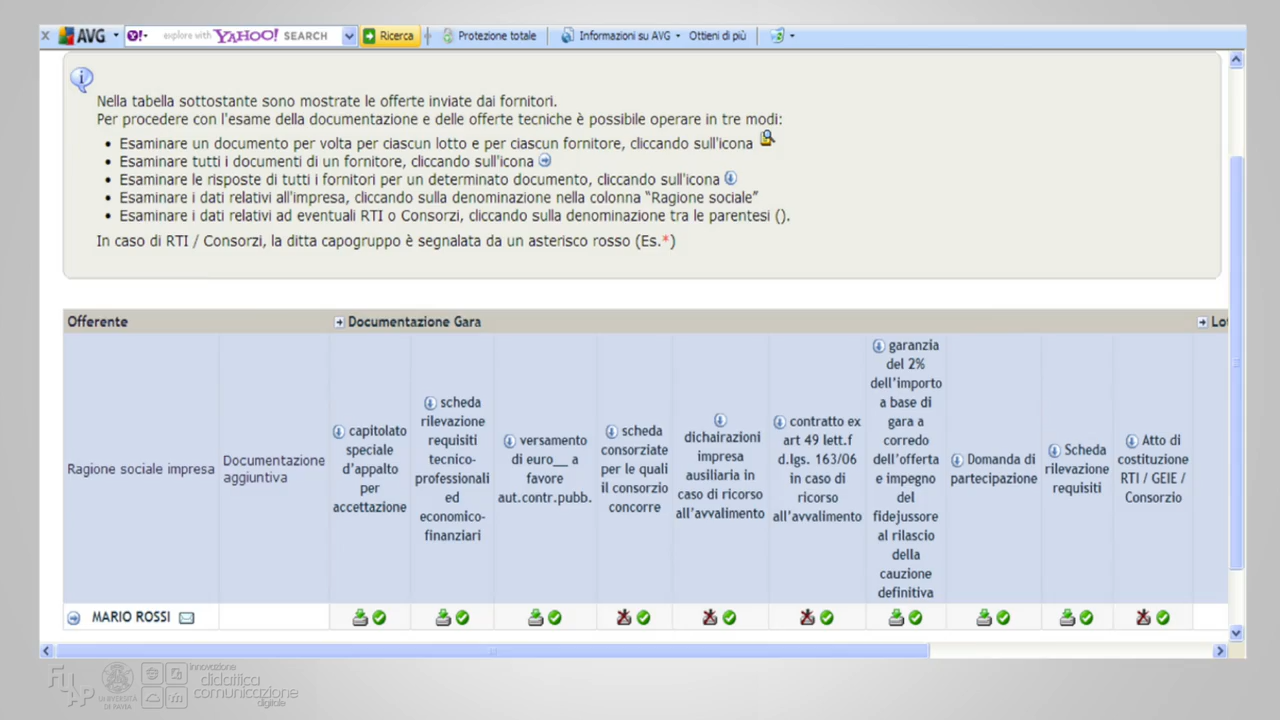 X AVG Y! explore with YAHOO! SEARCH Ricerca Protezione totale Informazioni su AVG Ottieni di più
Nella tabella sottostante sono mostrate le offerte inviate dai fornitori.
Per procedere con l'esame della documentazione e delle offerte tecniche è possibile operare in tre modi:
• Esaminare un documento per volta per ciascun lotto e per ciascun fornitore, cliccando sull'icona
• Esaminare tutti i documenti di un fornitore, cliccando sull'icona
• Esaminare le risposte di tutti i fornitori per un determinato documento, cliccando sull'icona
• Esaminare i dati relativi all'impresa, cliccando sulla denominazione nella colonna “Ragione sociale”
• Esaminare i dati relativi ad eventuali RTI o Consorzi, cliccando sulla denominazione tra le parentesi ().
In caso di RTI / Consorzi, la ditta capogruppo è segnalata da un asterisco rosso (Es.*)
Offerente Documentazione Gara Lo
Ragione sociale impresa
Documentazione
aggiuntiva
capitolato
speciale
d'appalto
per
accettazione
scheda
rilevazione
requisiti
tecnico-
professionali
ed
economico-
finanziari
versamento
di euro__ a
favore
aut.contr.pubb.
scheda
consorziate
per le quali
il consorzio
concorre
dichairazioni
impresa
ausiliaria in
caso di ricorso
all'avvalimento
contratto ex
art 49 lett.f
d.lgs. 163/06
in caso di
ricorso
all'avvalimento
garanzia
del 2%
dell'importo
a base di
gara a
corredo
dell'offerta
e impegno
del
fidejussore
al rilascio
della
cauzione
definitiva
Domanda di
partecipazione
Scheda
rilevazione
requisiti
Atto di
costituzione
RTI / GEIE /
Consorzio
MARIO ROSSI
UNIVERSITÀ
DI PAVIA
innovazione
didattica
comunicazione
digitale